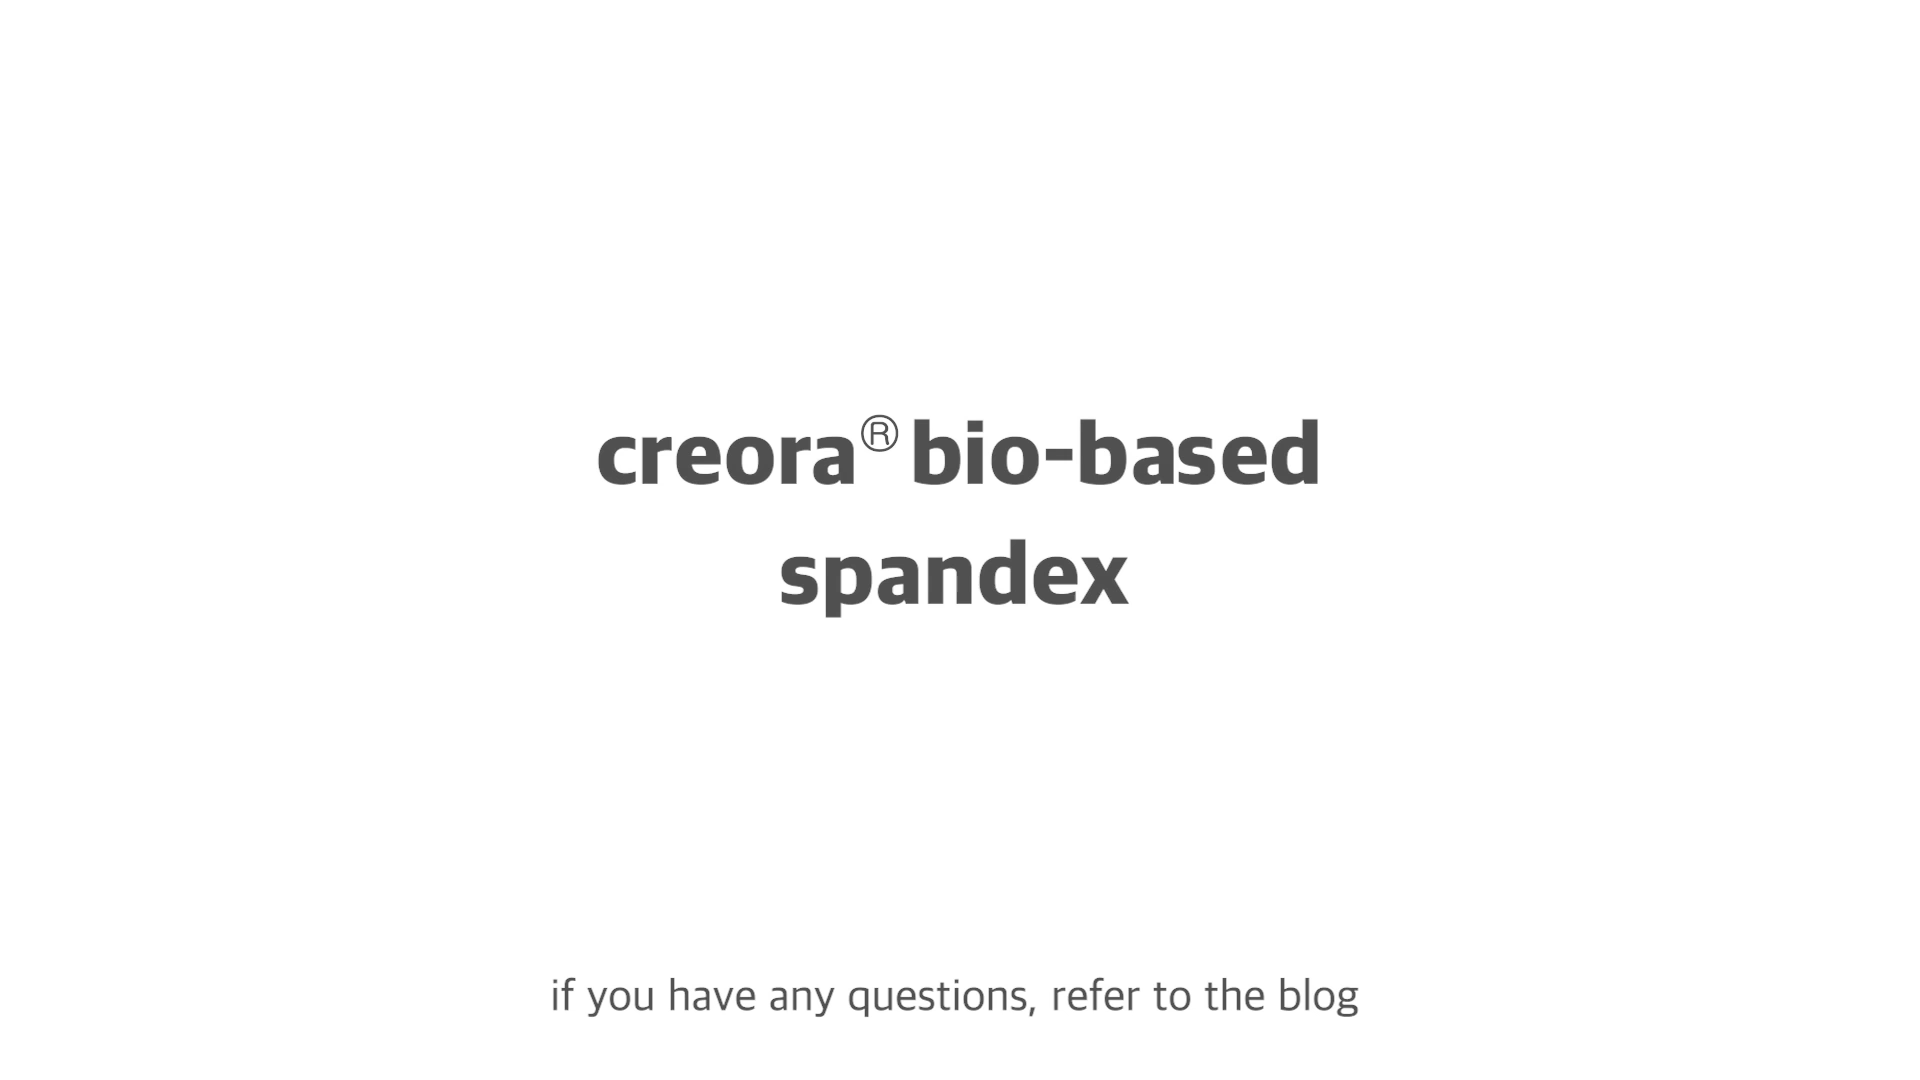 creora® bio-based
spandex
if you have any questions, refer to the blog